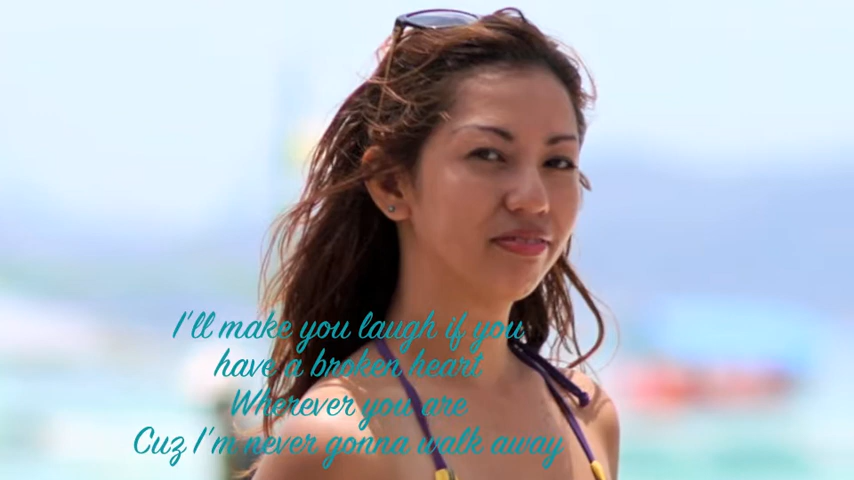 I'll make you laugh if you
have a broken heart
Wherever you are
Cuz I'm never gonna walk away